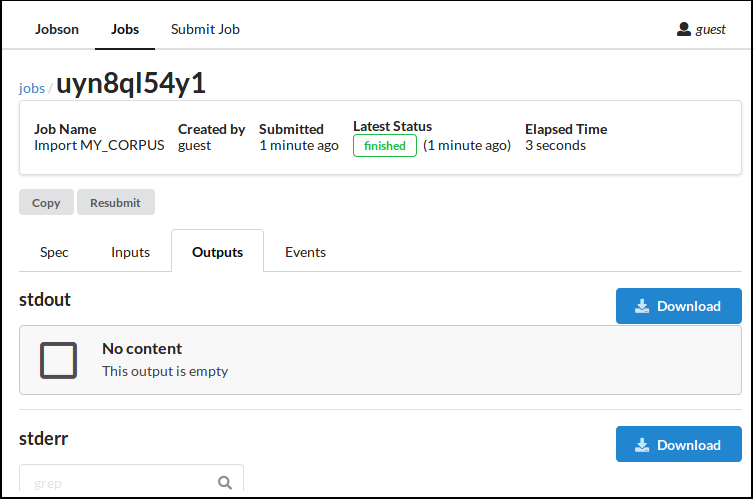 Jobson Jobs Submit Job guest
jobs / uyn8ql54y1
Job Name Created by Submitted Latest Status Elapsed Time
Import MY_CORPUS guest 1 minute ago finished (1 minute ago) 3 seconds
Copy Resubmit
Spec Inputs Outputs Events
stdout Download
No content
This output is empty
stderr Download
grep